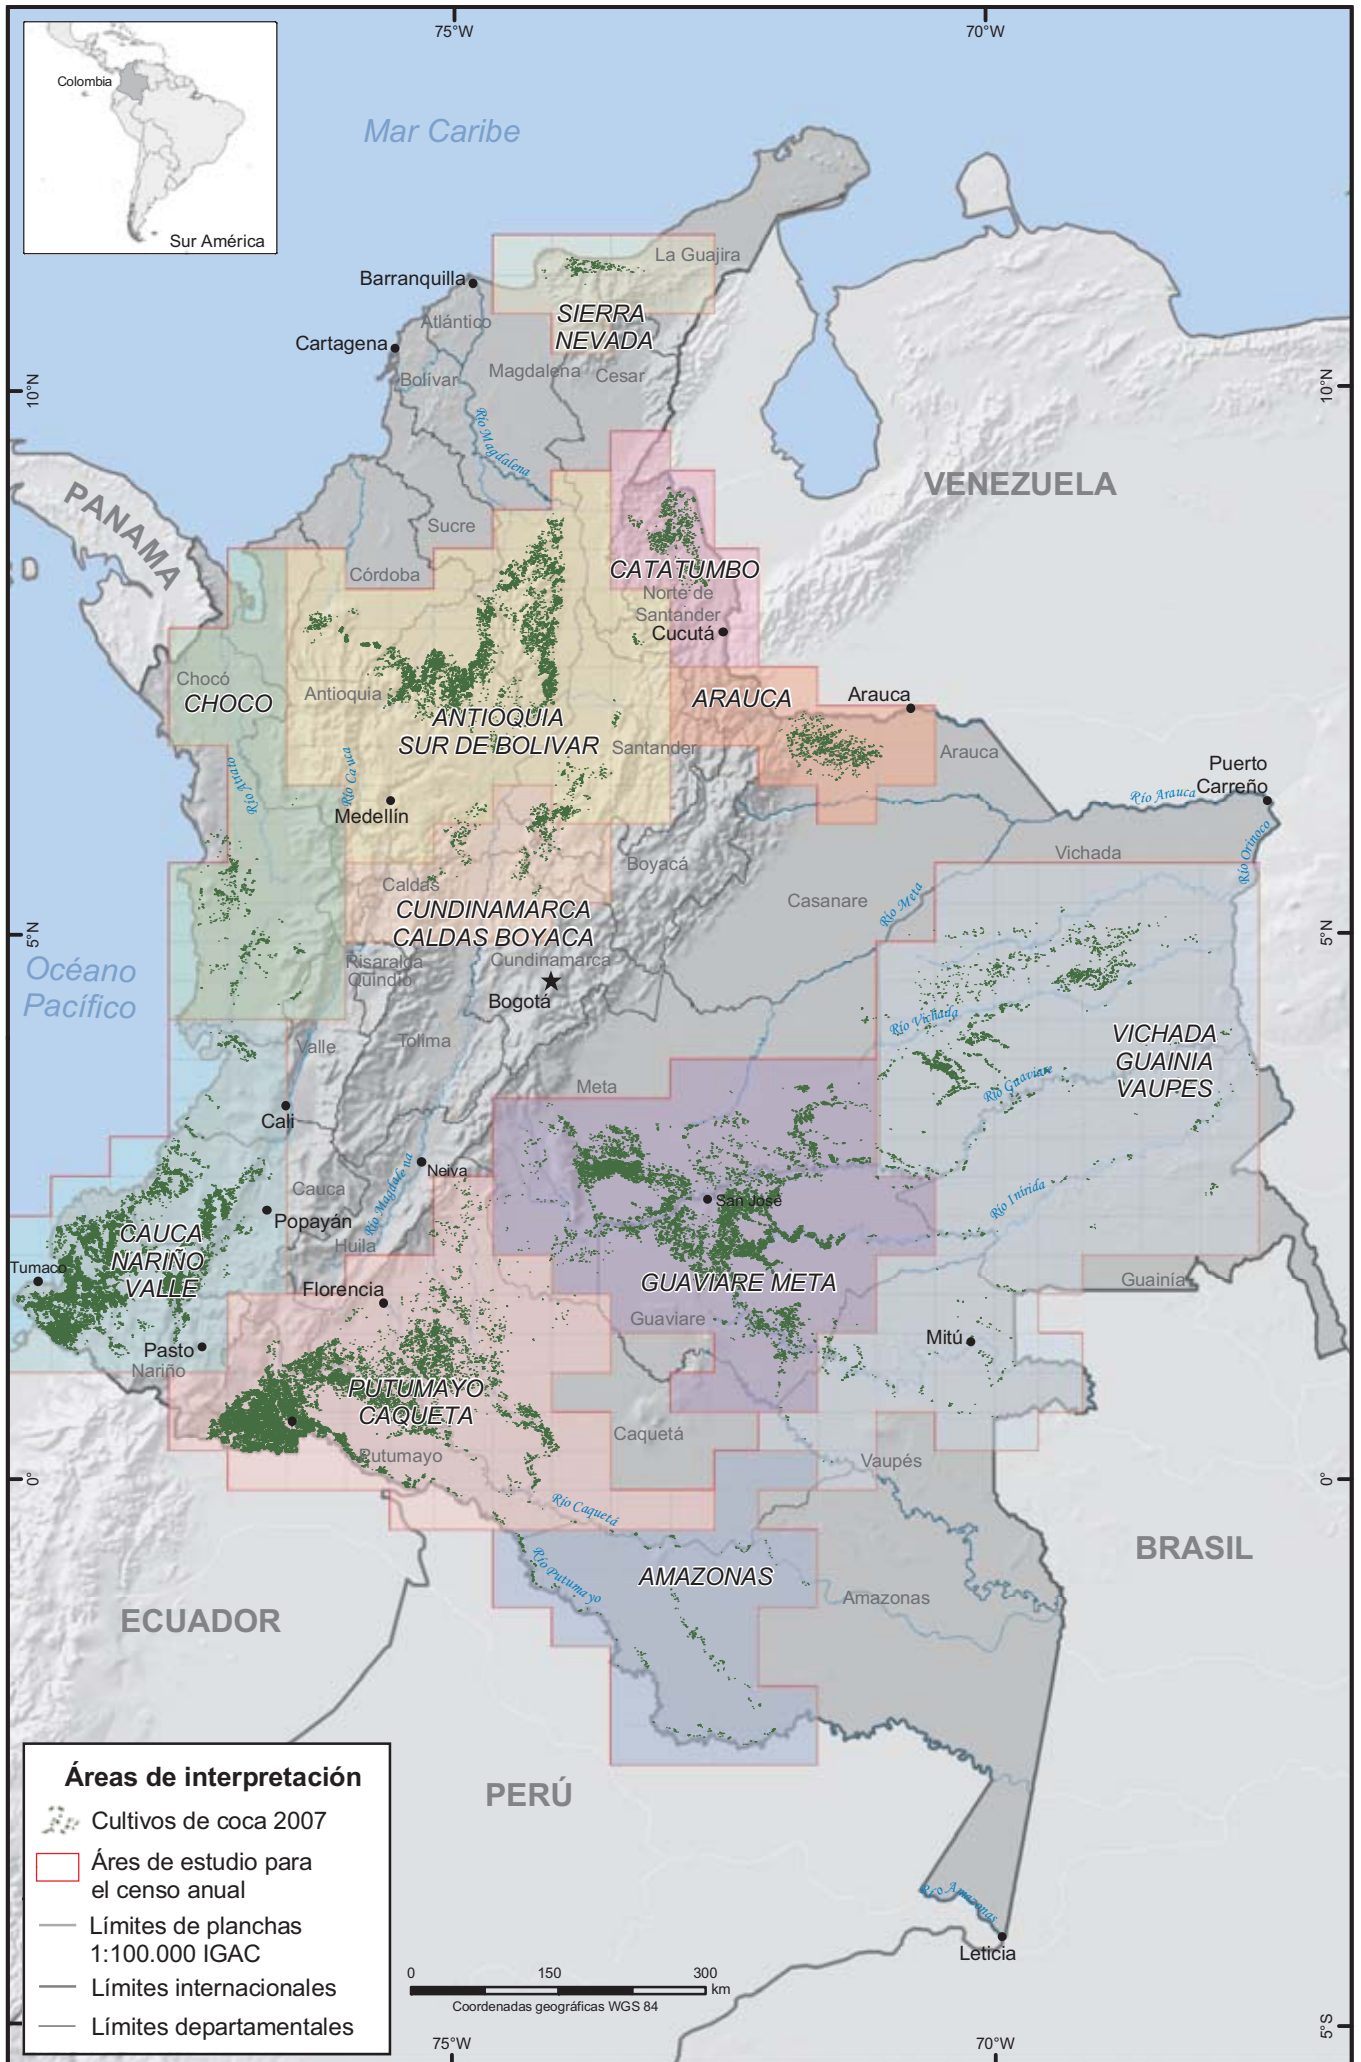 75°W
70°W
Colombia
Sur América
Mar Caribe
La Guajira
Barranquilla
SIERRA
NEVADA
Atlántico
Cartagena
Bolívar
Magdalena
Cesar
10°N
10°N
Río Magdalena
VENEZUELA
PANAMA
Sucre
Córdoba
CATATUMBO
Norte de
Santander
Cucutá
Chocó
CHOCO
Antioquia
ARAUCA
Arauca
ANTIOQUIA
SUR DE BOLIVAR
Santander
Arauca
Río Atrato
Río Cauca
Medellín
Puerto
Carreño
Río Arauca
Río Orinoco
Boyacá
Vichada
Caldas
Casanare
Río Meta
CUNDINAMARCA
CALDAS BOYACA
5°N
5°N
Océano
Pacífico
Risaralda
Quindío
Cundinamarca
Bogotá
Río Vichada
VICHADA
GUAINIA
VAUPES
Valle
Tolima
Meta
Río Guaviare
Cali
Neiva
Cauca
Río Magdalena
San José
Río Inírida
Popayán
Huila
CAUCA
NARIÑO
VALLE
Tumaco
Florencia
GUAVIARE META
Guainía
Guaviare
Mitú
Pasto
Nariño
PUTUMAYO
CAQUETA
Caquetá
Putumayo
Vaupés
0°
0°
Río Caquetá
BRASIL
Río Putumayo
AMAZONAS
Amazonas
ECUADOR
PERÚ
Áreas de interpretación
Cultivos de coca 2007
Áres de estudio para
el censo anual
Límites de planchas
1:100.000 IGAC
Límites internacionales
Límites departamentales
Río Amazonas
Leticia
0 150 300
km
Coordenadas geográficas WGS 84
5°S
75°W
70°W